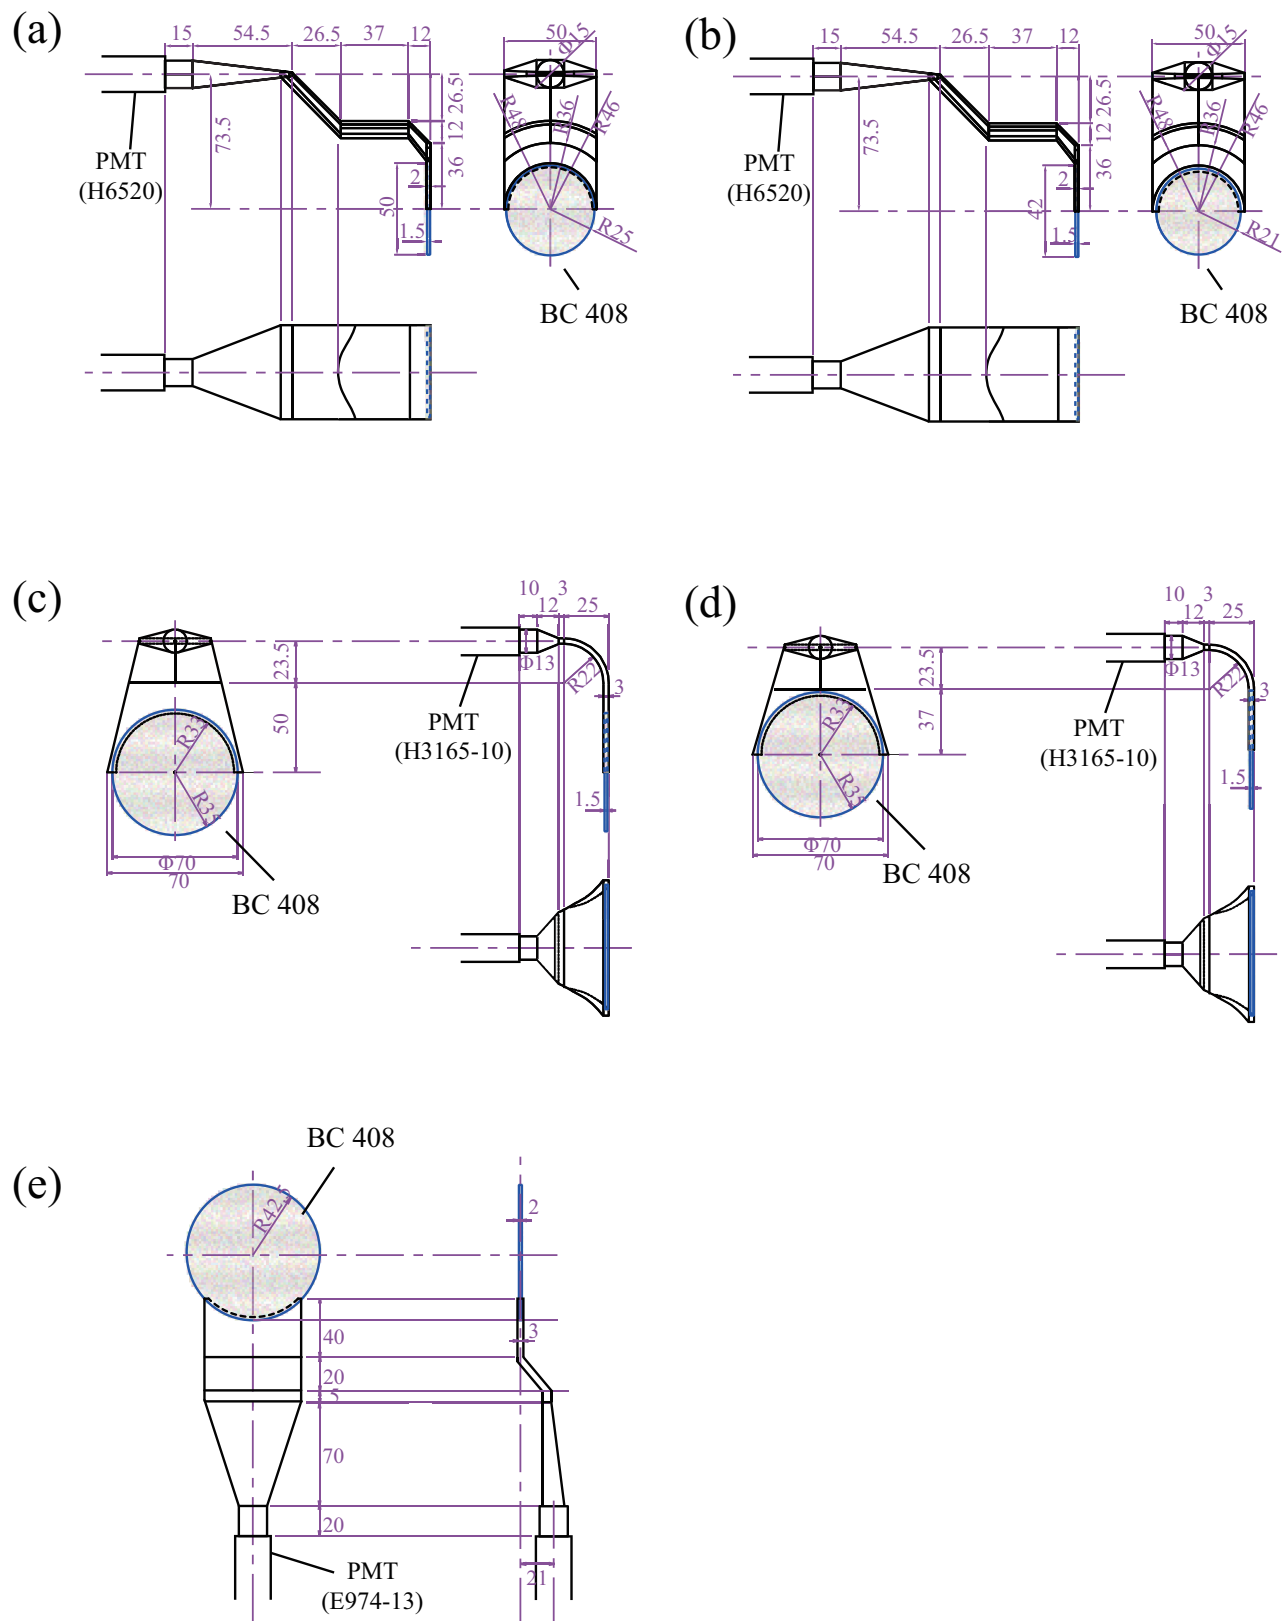 (a)
15
54.5
26.5
37
12
50
Φ15
26.5
12
36
73.5
R48
R36
R46
PMT
(H6520)
2
50
1.5
R25
BC 408
(b)
15
54.5
26.5
37
12
50
Φ15
26.5
12
36
73.5
R48
R36
R46
PMT
(H6520)
2
42
1.5
R21
BC 408
(c)
10
12
3
25
23.5
Φ13
R22
3
50
PMT
(H3165-10)
1.5
Φ70
70
BC 408
(d)
10
12
3
25
23.5
Φ13
R22
3
37
PMT
(H3165-10)
1.5
Φ70
70
BC 408
(e)
BC 408
R42.5
2
3
40
20
5
70
20
21
PMT
(E974-13)